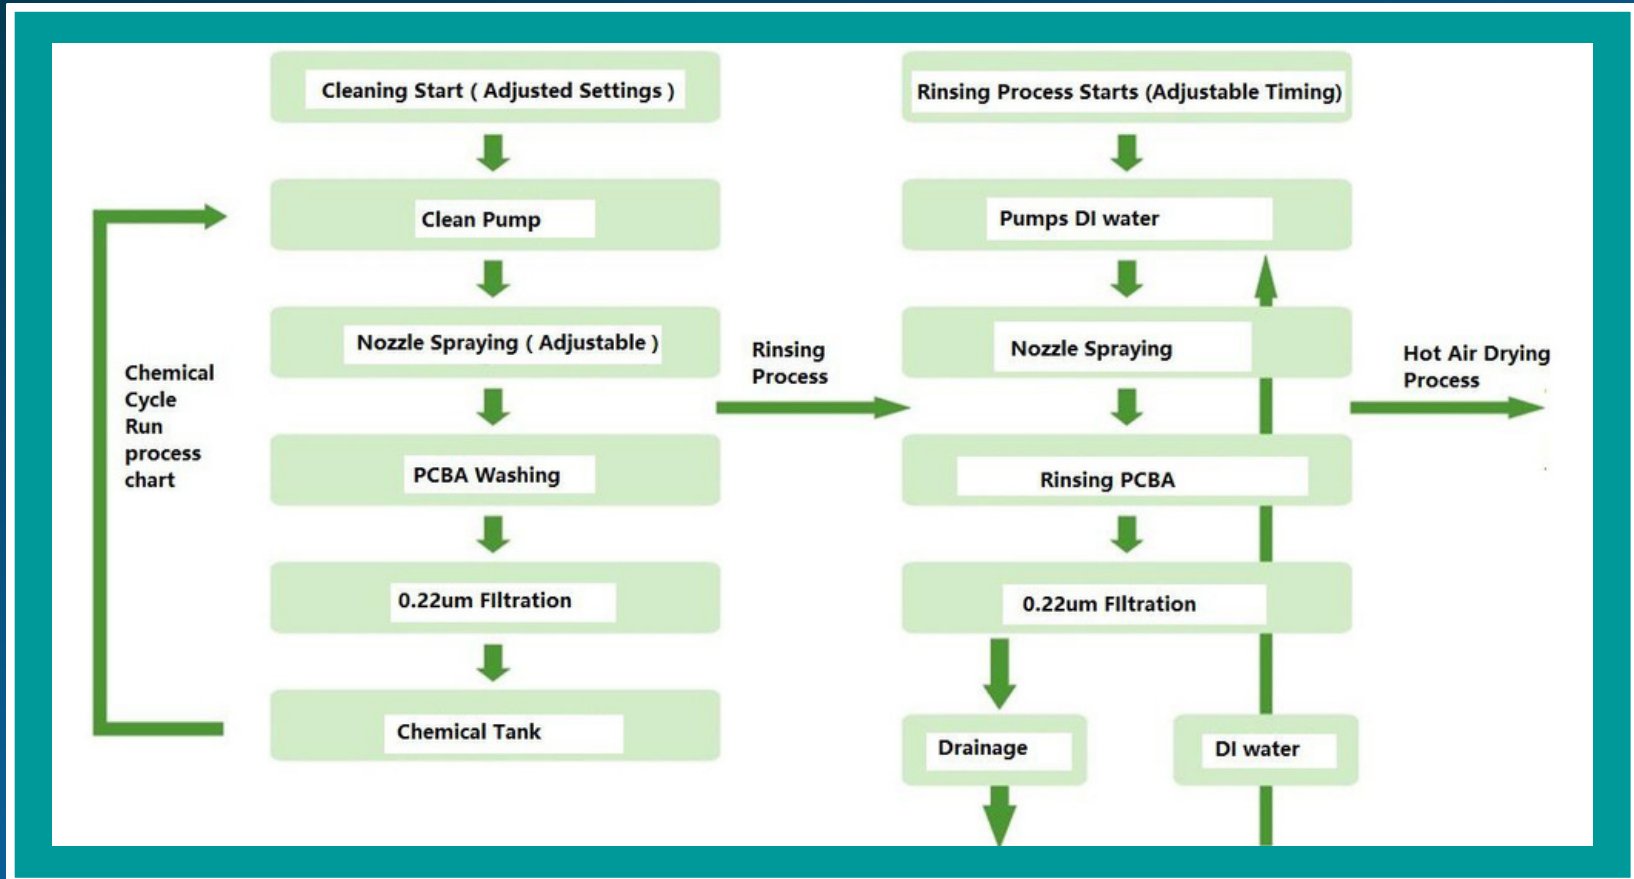 Cleaning Start ( Adjusted Settings )
Clean Pump
Nozzle Spraying ( Adjustable )
PCBA Washing
0.22um FIltration
Chemical Tank
Chemical
Cycle
Run
process
chart
Rinsing
Process
Rinsing Process Starts (Adjustable Timing)
Pumps DI water
Nozzle Spraying
Rinsing PCBA
0.22um FIltration
Drainage
DI water
Hot Air Drying
Process